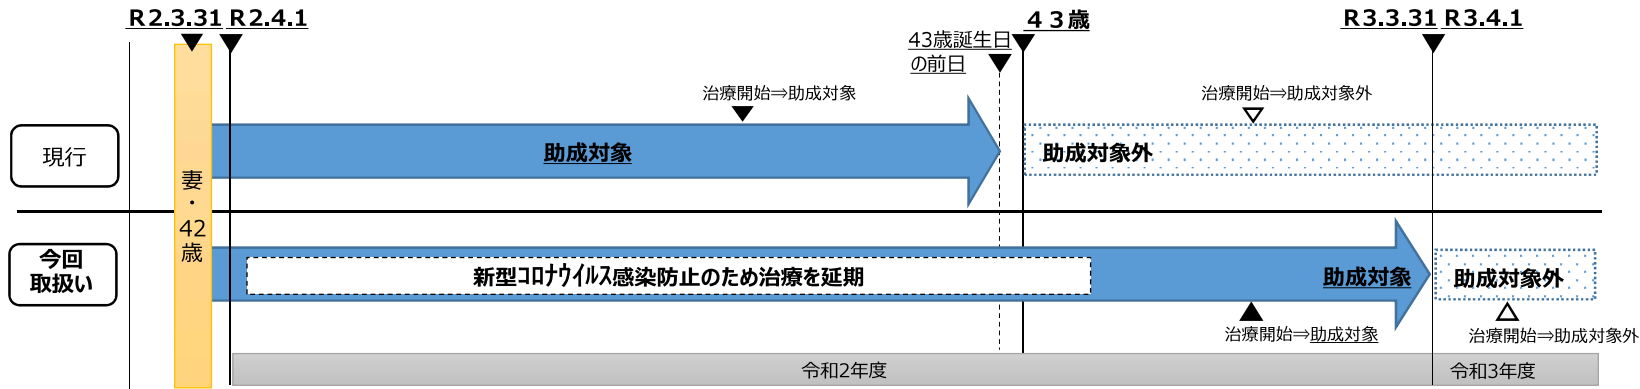 R2.3.31 R2.4.1
43歳誕生日
の前日
４３歳
R3.3.31 R3.4.1
治療開始⇒助成対象
治療開始⇒助成対象外
現行
助成対象
助成対象外
妻・42歳
今回
取扱い
新型コロナウイルス感染防止のため治療を延期
助成対象
助成対象外
治療開始⇒助成対象
治療開始⇒助成対象外
令和2年度
令和3年度